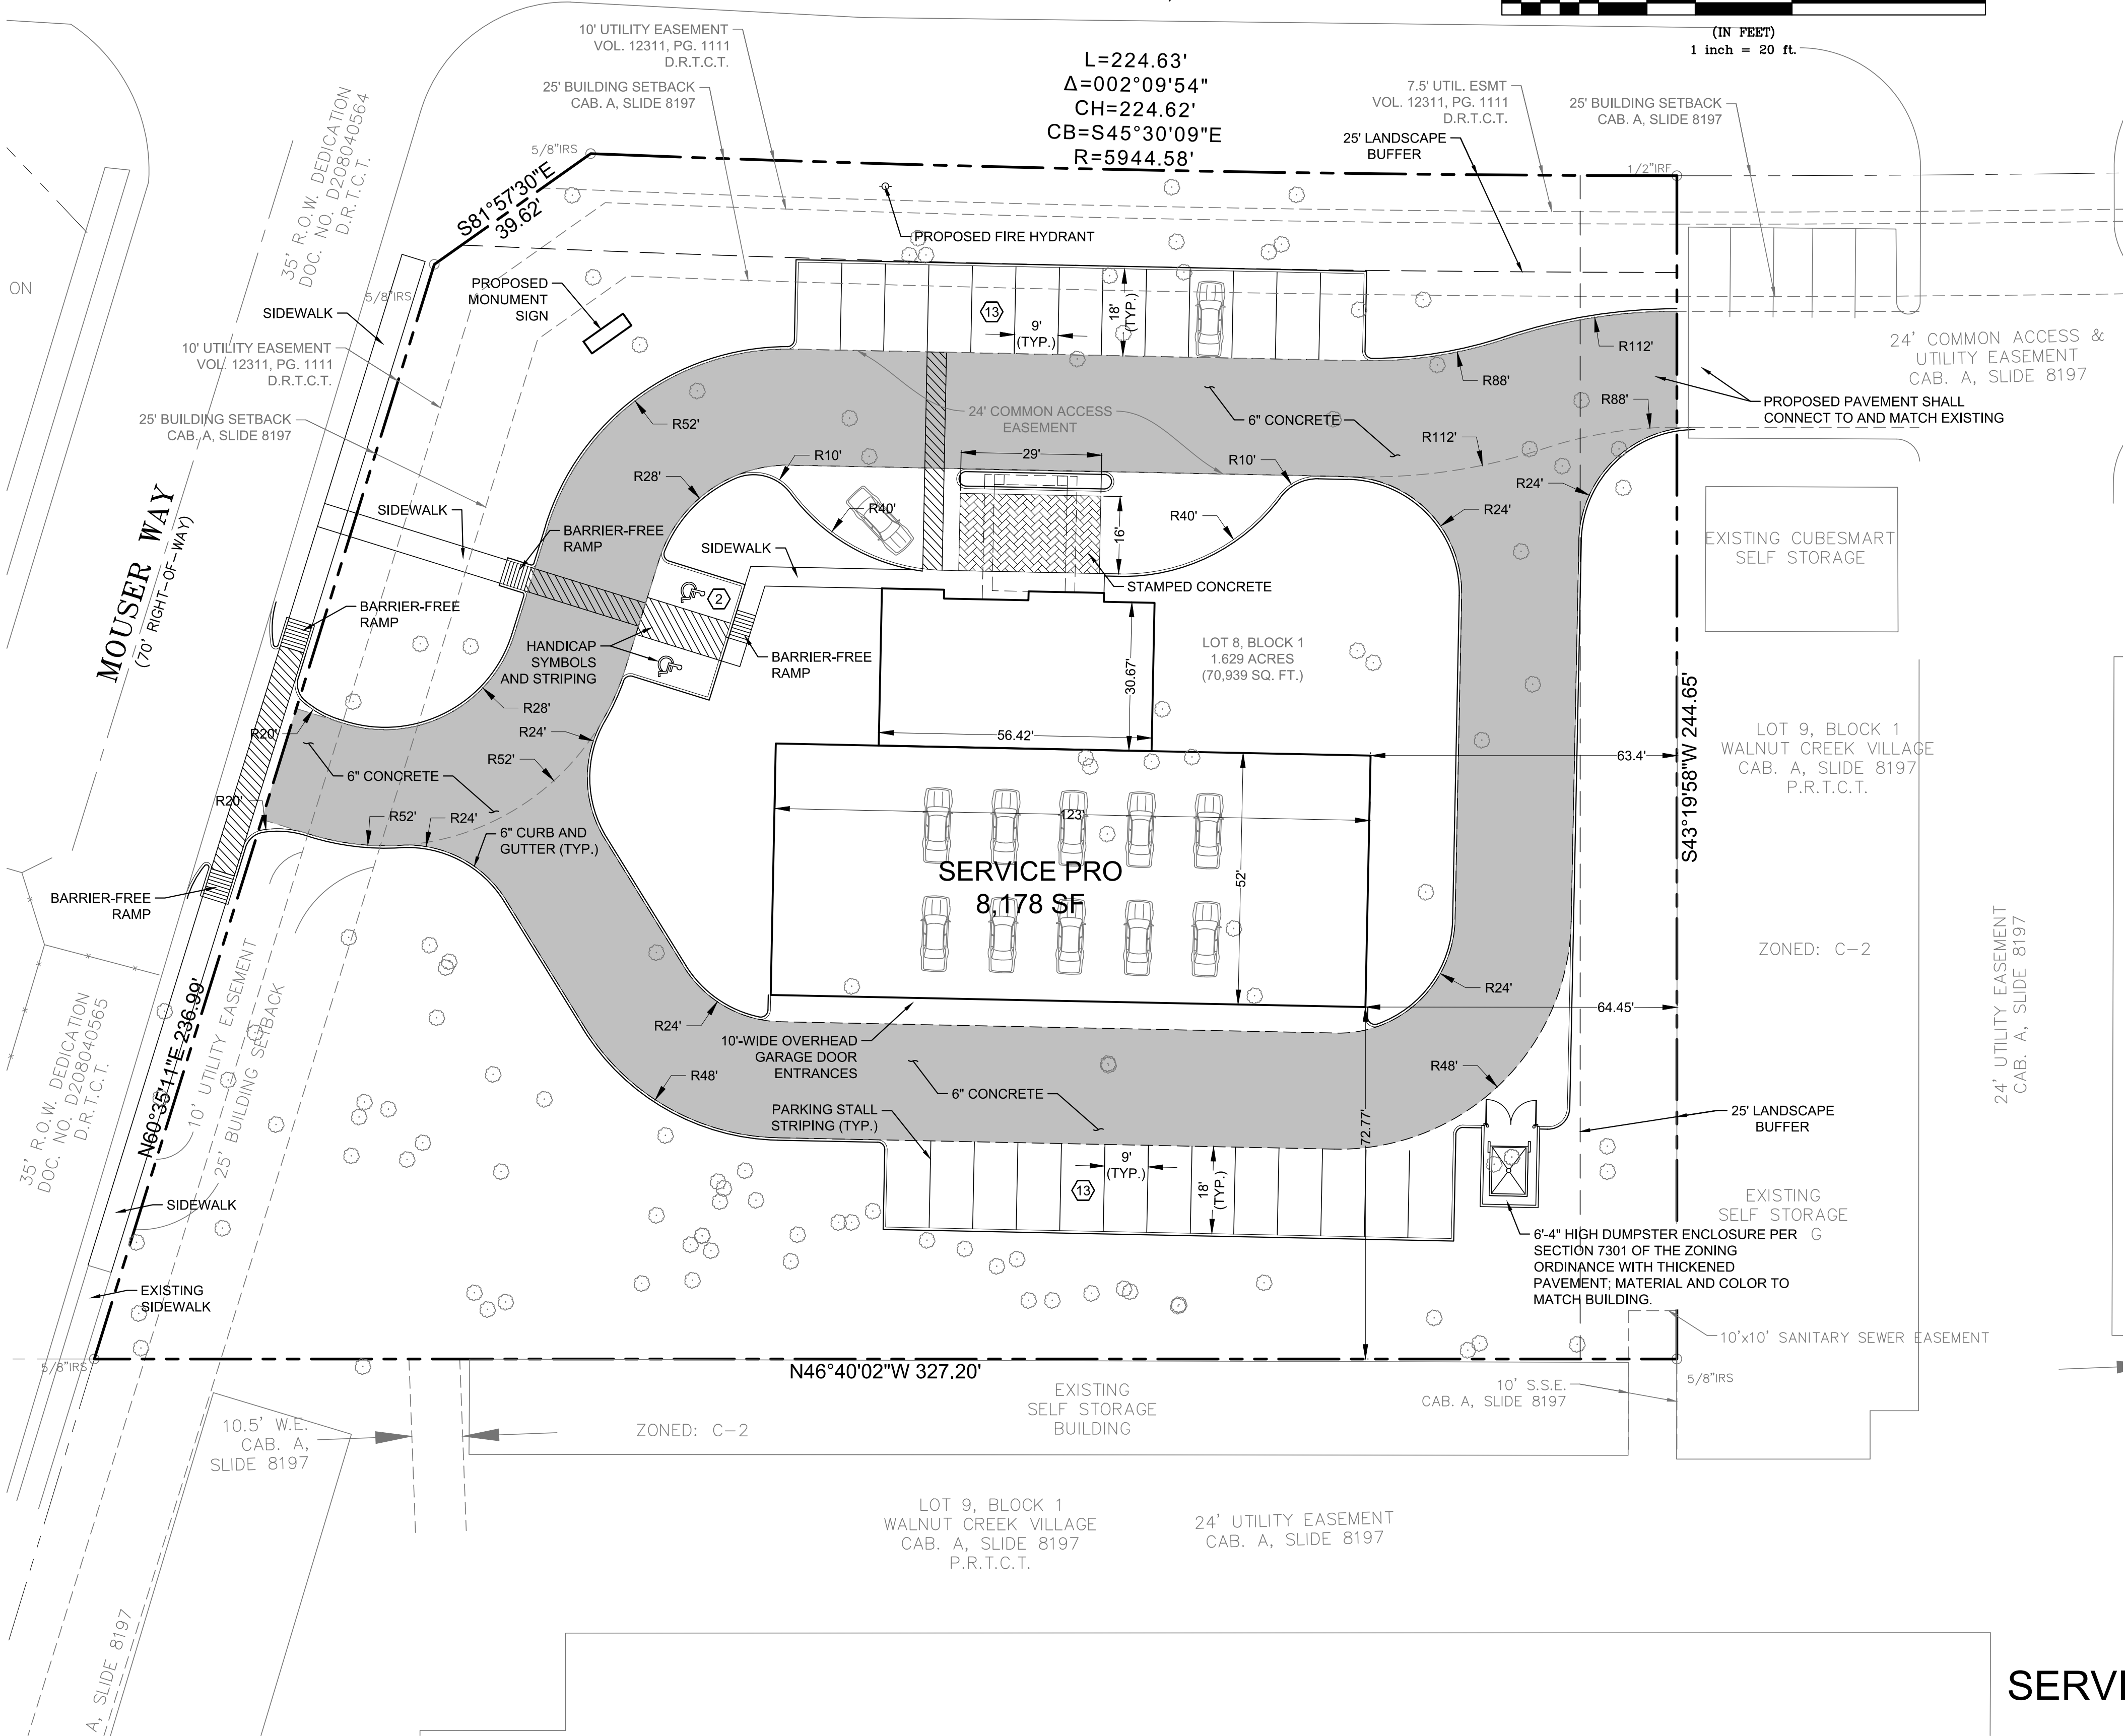 (IN FEET)
1 inch = 20 ft.
10' UTILITY EASEMENT
VOL. 12311, PG. 1111
D.R.T.C.T.
25' BUILDING SETBACK
CAB. A, SLIDE 8197
L=224.63'
Δ=002°09'54"
CH=224.62'
CB=S45°30'09"E
R=5944.58'
7.5' UTIL. ESMT
VOL. 12311, PG. 1111
D.R.T.C.T.
25' BUILDING SETBACK
CAB. A, SLIDE 8197
25' LANDSCAPE
BUFFER
35' R.O.W. DEDICATION
DOC. NO. D208040564
D.R.T.C.T.
5/8"IRS
1/2"IRF
S81°57'30"E
39.62'
PROPOSED FIRE HYDRANT
ON
5/8"IRS
PROPOSED
MONUMENT
SIGN
SIDEWALK
10' UTILITY EASEMENT
VOL. 12311, PG. 1111
D.R.T.C.T.
25' BUILDING SETBACK
CAB. A, SLIDE 8197
13
9'
(TYP.)
18'
(TYP.)
R112'
R88'
24' COMMON ACCESS &
UTILITY EASEMENT
CAB. A, SLIDE 8197
PROPOSED PAVEMENT SHALL
CONNECT TO AND MATCH EXISTING
R88'
R112'
R52'
24' COMMON ACCESS
EASEMENT
6" CONCRETE
R10'
29'
R10'
R28'
R24'
R24'
R40'
R40'
16'
MOUSER WAY
(70' RIGHT-OF-WAY)
SIDEWALK
BARRIER-FREE
RAMP
SIDEWALK
STAMPED CONCRETE
EXISTING CUBESMART
SELF STORAGE
2
BARRIER-FREE
RAMP
HANDICAP
SYMBOLS
AND STRIPING
BARRIER-FREE
RAMP
LOT 8, BLOCK 1
1.629 ACRES
(70,939 SQ. FT.)
30.67'
56.42'
R28'
R20'
R24'
R52'
6" CONCRETE
R20'
R52'
R24'
6" CURB AND
GUTTER (TYP.)
63.4'
S43°19'58"W 244.65'
LOT 9, BLOCK 1
WALNUT CREEK VILLAGE
CAB. A, SLIDE 8197
P.R.T.C.T.
123'
SERVICE PRO
8,178 SF
52'
BARRIER-FREE
RAMP
ZONED: C-2
24' UTILITY EASEMENT
CAB. A, SLIDE 8197
35' R.O.W. DEDICATION
DOC. NO. D208040565
D.R.T.C.T.
N60°35'11"E 236.99'
10' UTILITY EASEMENT
25' BUILDING SETBACK
R24'
64.45'
R24'
10'-WIDE OVERHEAD
GARAGE DOOR
ENTRANCES
R48'
R48'
6" CONCRETE
PARKING STALL
STRIPING (TYP.)
72.77'
25' LANDSCAPE
BUFFER
13
9'
(TYP.)
18'
(TYP.)
SIDEWALK
EXISTING
SELF STORAGE
G
6'-4" HIGH DUMPSTER ENCLOSURE PER
SECTION 7301 OF THE ZONING
ORDINANCE WITH THICKENED
PAVEMENT; MATERIAL AND COLOR TO
MATCH BUILDING.
EXISTING
SIDEWALK
10'x10' SANITARY SEWER EASEMENT
5/8"IRS
N46°40'02"W 327.20'
5/8"IRS
EXISTING
SELF STORAGE
BUILDING
10' S.S.E.
CAB. A, SLIDE 8197
10.5' W.E.
CAB. A,
SLIDE 8197
ZONED: C-2
LOT 9, BLOCK 1
WALNUT CREEK VILLAGE
CAB. A, SLIDE 8197
P.R.T.C.T.
24' UTILITY EASEMENT
CAB. A, SLIDE 8197
A, SLIDE 8197
SERVI